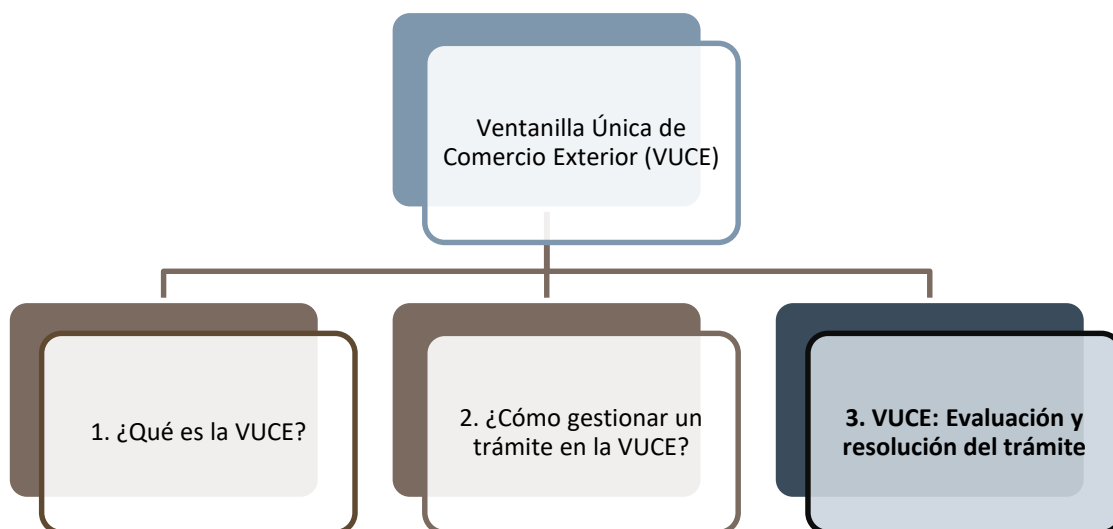 Ventanilla Única de
Comercio Exterior (VUCE)
1. ¿Qué es la VUCE?
2. ¿Cómo gestionar un
trámite en la VUCE?
3. VUCE: Evaluación y
resolución del trámite